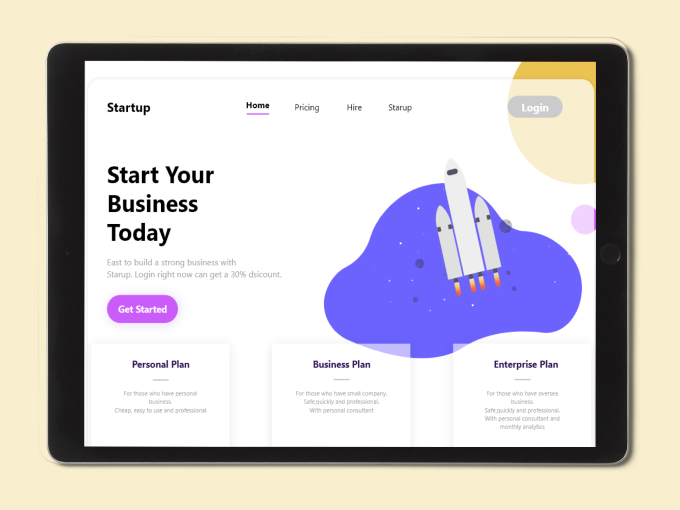 Startup
Home
Pricing
Hire
Starup
Login
Start Your
Business
Today
East to build a strong business with
Starup. Login right now can get a 30% dsicount.
Get Started
Personal Plan
For those who have personal
business.
Cheap, easy to use and professional
Business Plan
For those who have small company.
Safe,quickly and professional.
With personal consultant
Enterprise Plan
For those who have oversea
business.
Safe,quickly and professional.
With personal consultant and
monthly analytics